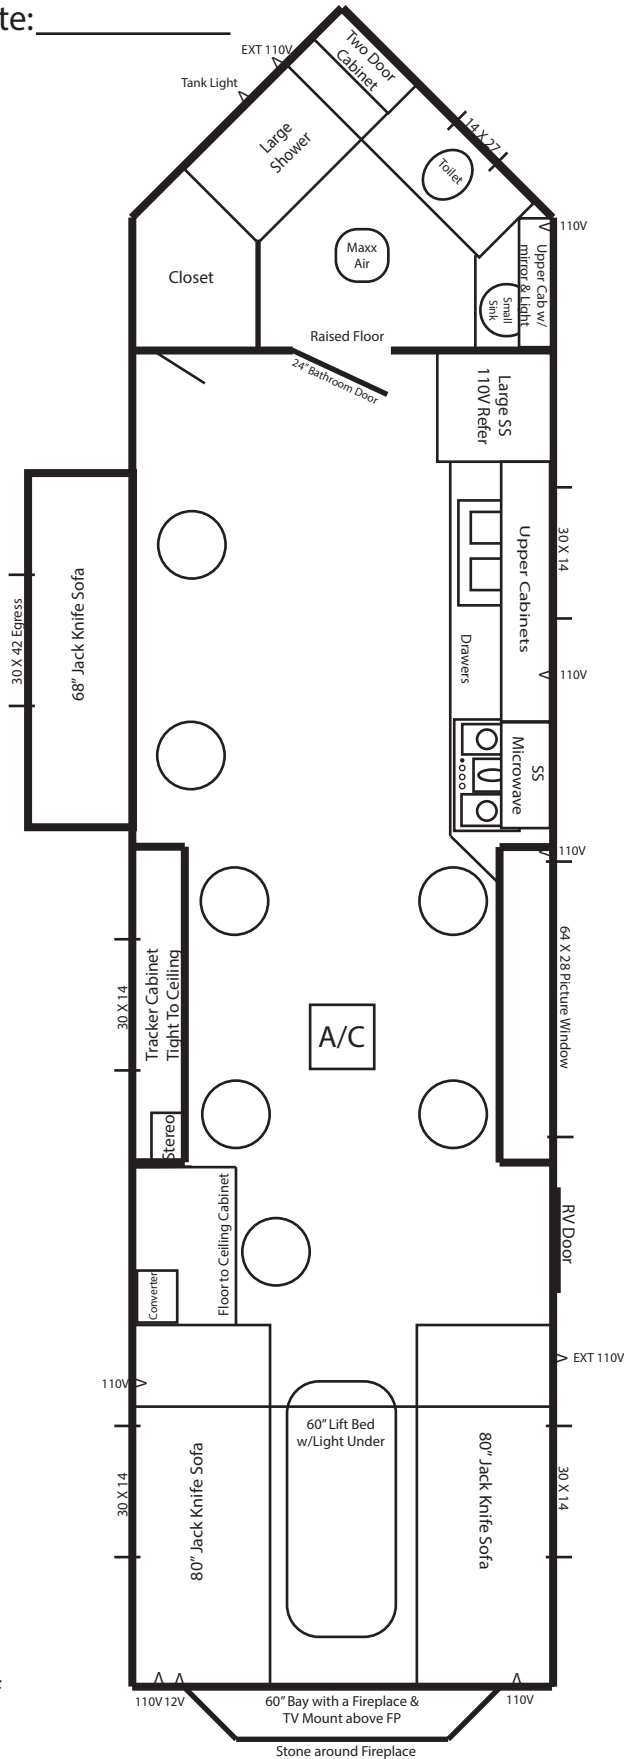 te:
EXT 110V
Two Door
Cabinet
Tank Light
14 X 27
Large
Shower
Toilet
110V
Maxx
Air
Upper Cab w/
mirror & Light
Closet
Small
Sink
Raised Floor
24" Bathroom Door
Large SS
110V Refer
30 X 14
Upper Cabinets
68" Jack Knife Sofa
30 X 42 Egress
Drawers
110V
SS
Microwave
110V
64 X 28 Picture Window
Tracker Cabinet
Tight To Ceiling
30 X 14
A/C
Stereo
Floor to Ceiling Cabinet
RV Door
Converter
EXT 110V
110V
60" Lift Bed
w/Light Under
80" Jack Knife Sofa
80" Jack Knife Sofa
30 X 14
30 X 14
110V 12V
60" Bay with a Fireplace &
TV Mount above FP
110V
Stone around Fireplace